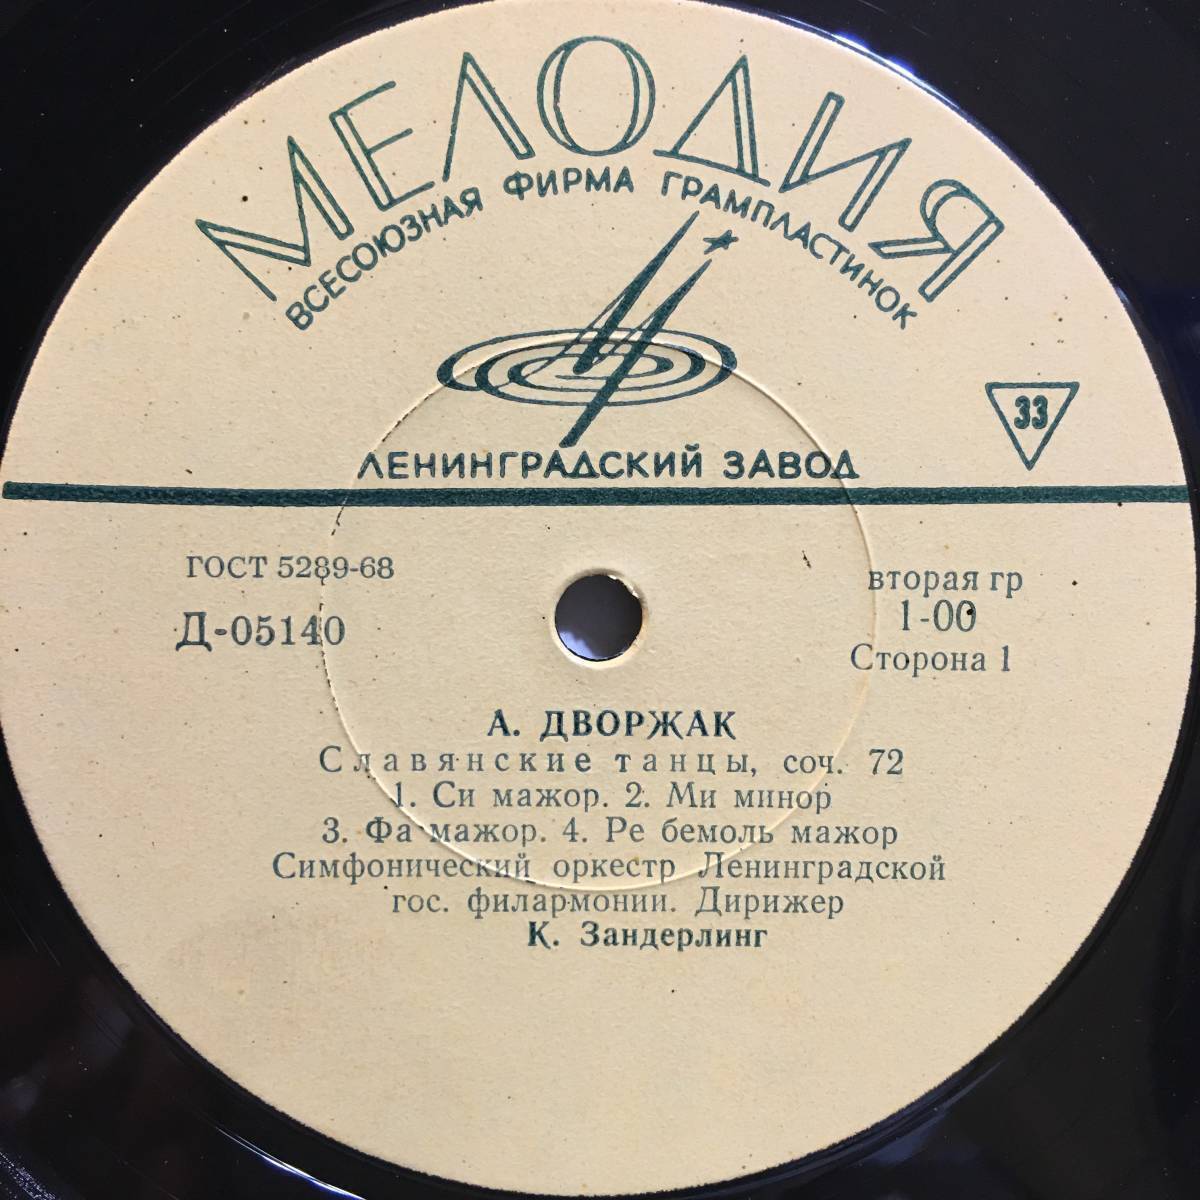 МЕЛОДИЯ
ВСЕСОЮЗНАЯ ФИРМА ГРАМПЛАСТИНОК
33
ЛЕНИНГРАДСКИЙ ЗАВОД
ГОСТ 5289-68
Д-05140
вторая гр
1-00
Сторона 1
А. ДВОРЖАК
Славянские танцы, соч. 72
1. Си мажор. 2. Ми минор
3. Фа мажор. 4. Ре бемоль мажор
Симфонический оркестр Ленинградской
гос. филармонии. Дирижер
К. Зандерлинг